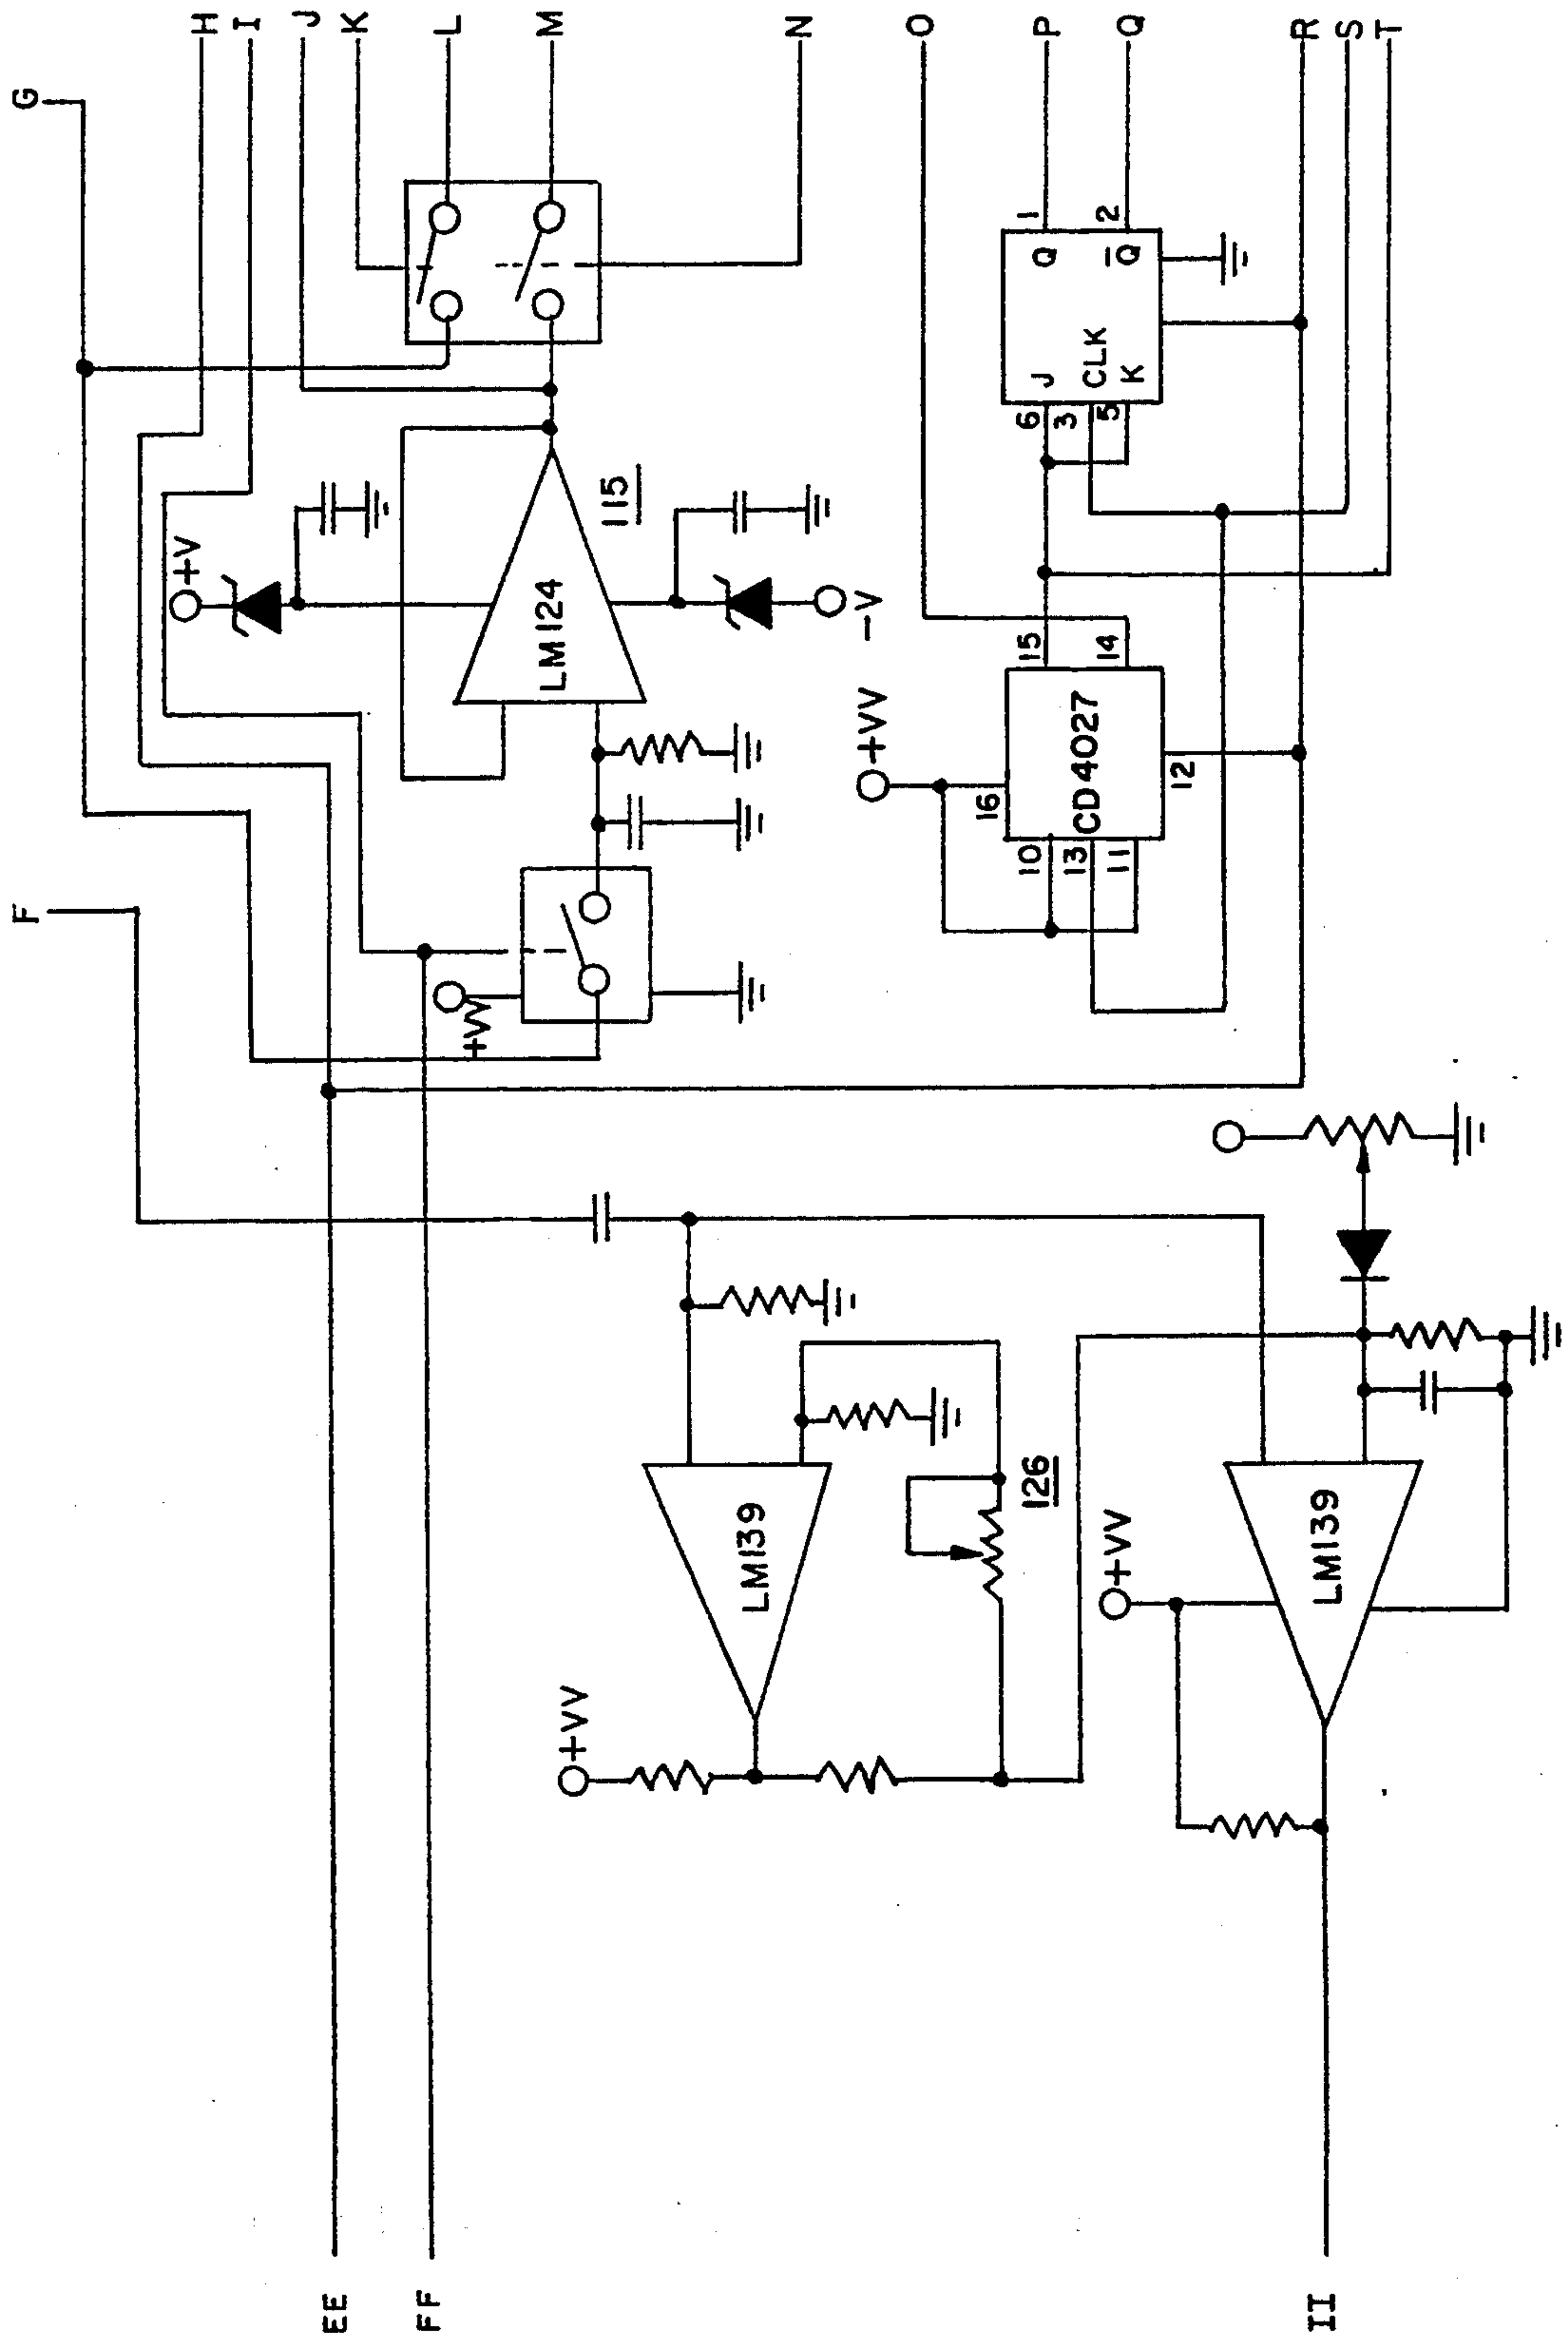 G
H
I
J
K
L
M
N
O
P
Q
R
S
T
F
+V
LM124
115
-V
+VV
+VV
16
CD4027
10
13
11
12
15
14
6
3
5
J
CLK
K
Q
Q̅
1
2
LM139
126
+VV
+VV
LM139
EE
FF
II